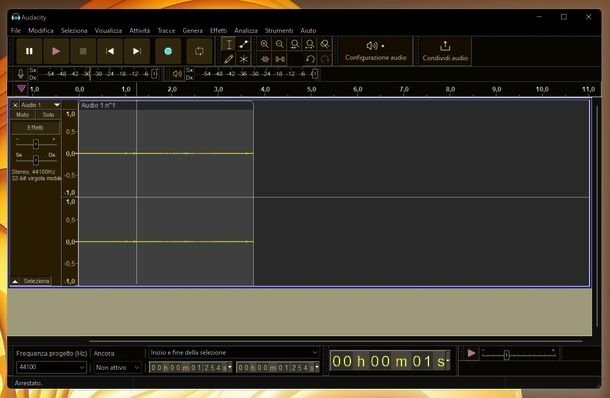 Audacity
File Modifica Seleziona Visualizza Attività Tracce Genera Effetti Analizza Strumenti Aiuto
Configurazione audio Condividi audio
Sx Dx -54 -48 -42 -36 -30 -24 -18 -12 -6 Sx Dx -54 -48 -42 -36 -30 -24 -18 -12 -6
1,0 0,0 1,0 2,0 3,0 4,0 5,0 6,0 7,0 8,0 9,0 10,0 11,0
Audio 1 Audio 1 n°1
Muto Solo 1,0
Effetti 0,5
- + 0,0
Sx Dx -0,5
Stereo, 44100Hz
32-bit virgola mobile
-1,0
1,0
0,5
0,0
-0,5
Seleziona -1,0
Frequenza progetto (Hz) Ancora Inizio e fine della selezione
44100 Non attivo 00 h 00 m 01,254 s 00 h 00 m 01,254 s 00 h 00 m 01 s
Arrestato.